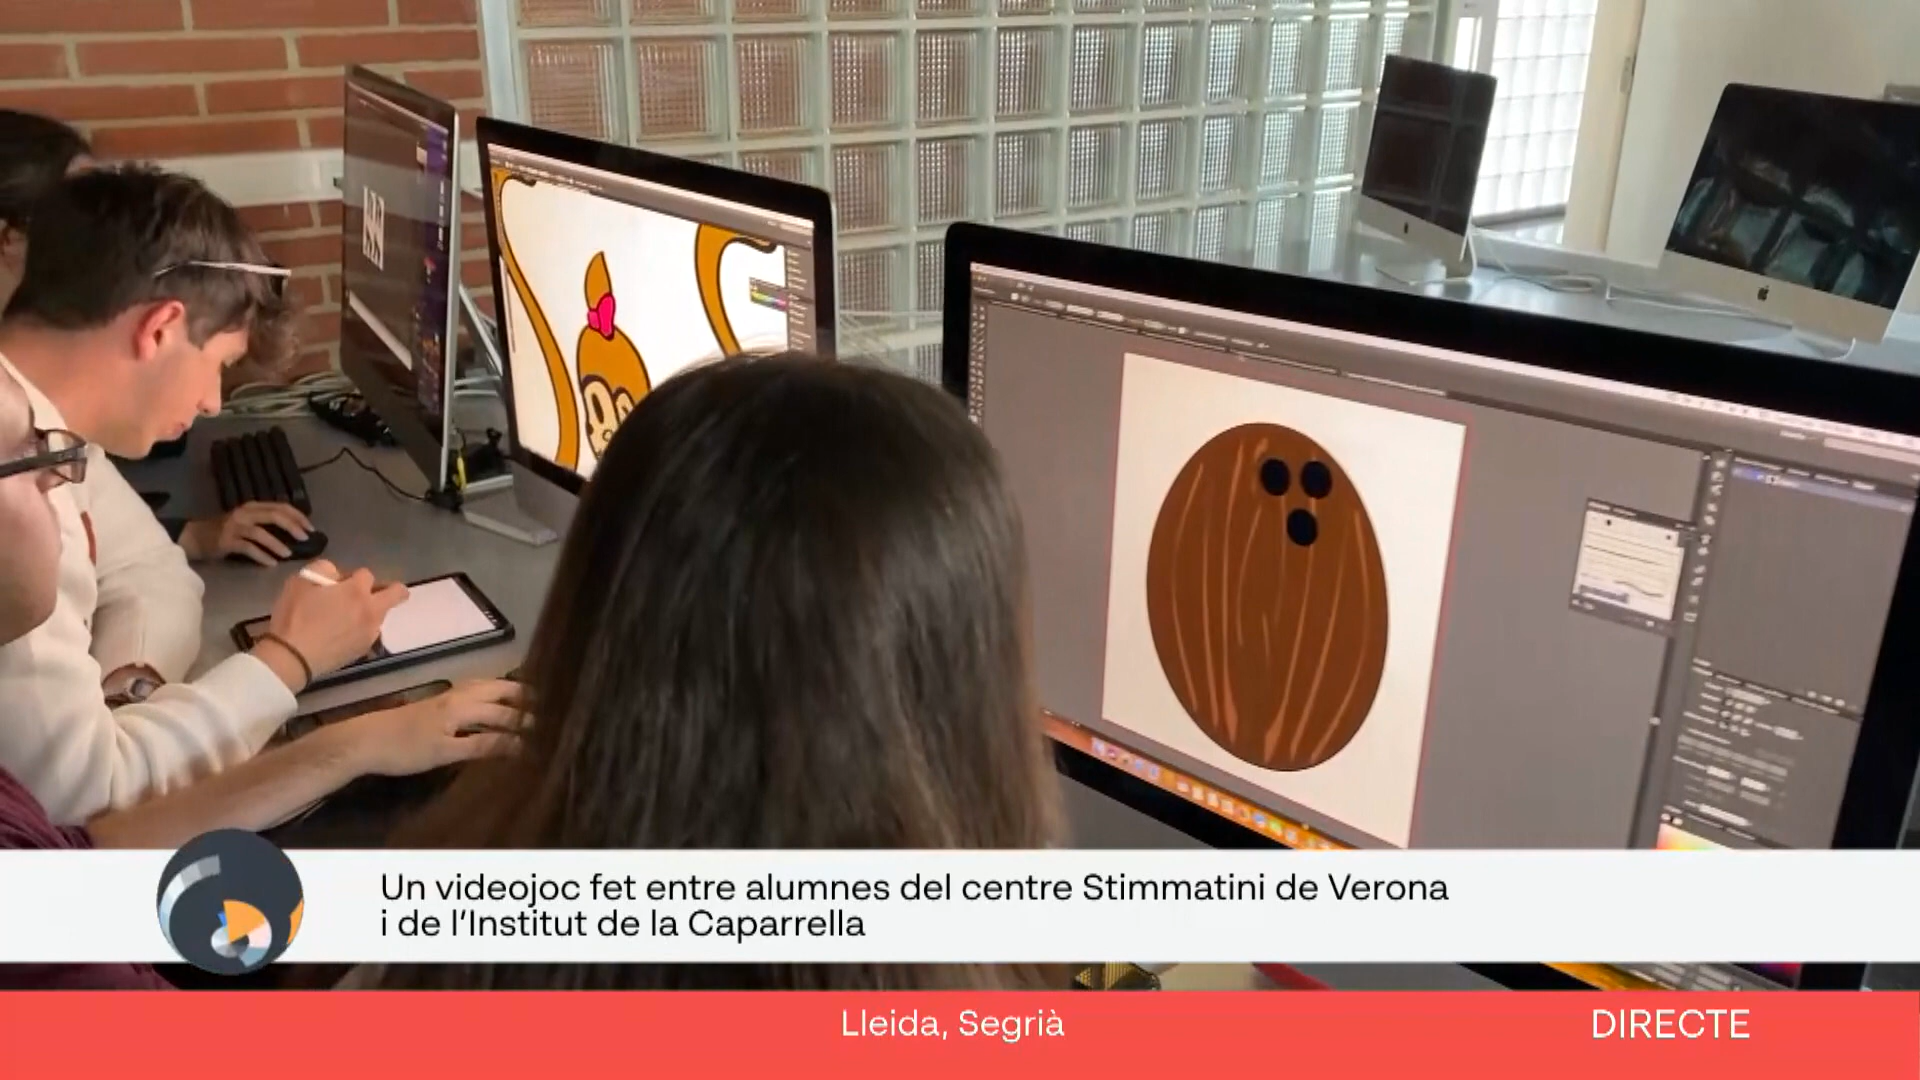 Un videojoc fet entre alumnes del centre Stimmatini de Verona
i de l'Institut de la Caparrella
Lleida, Segrià
DIRECTE